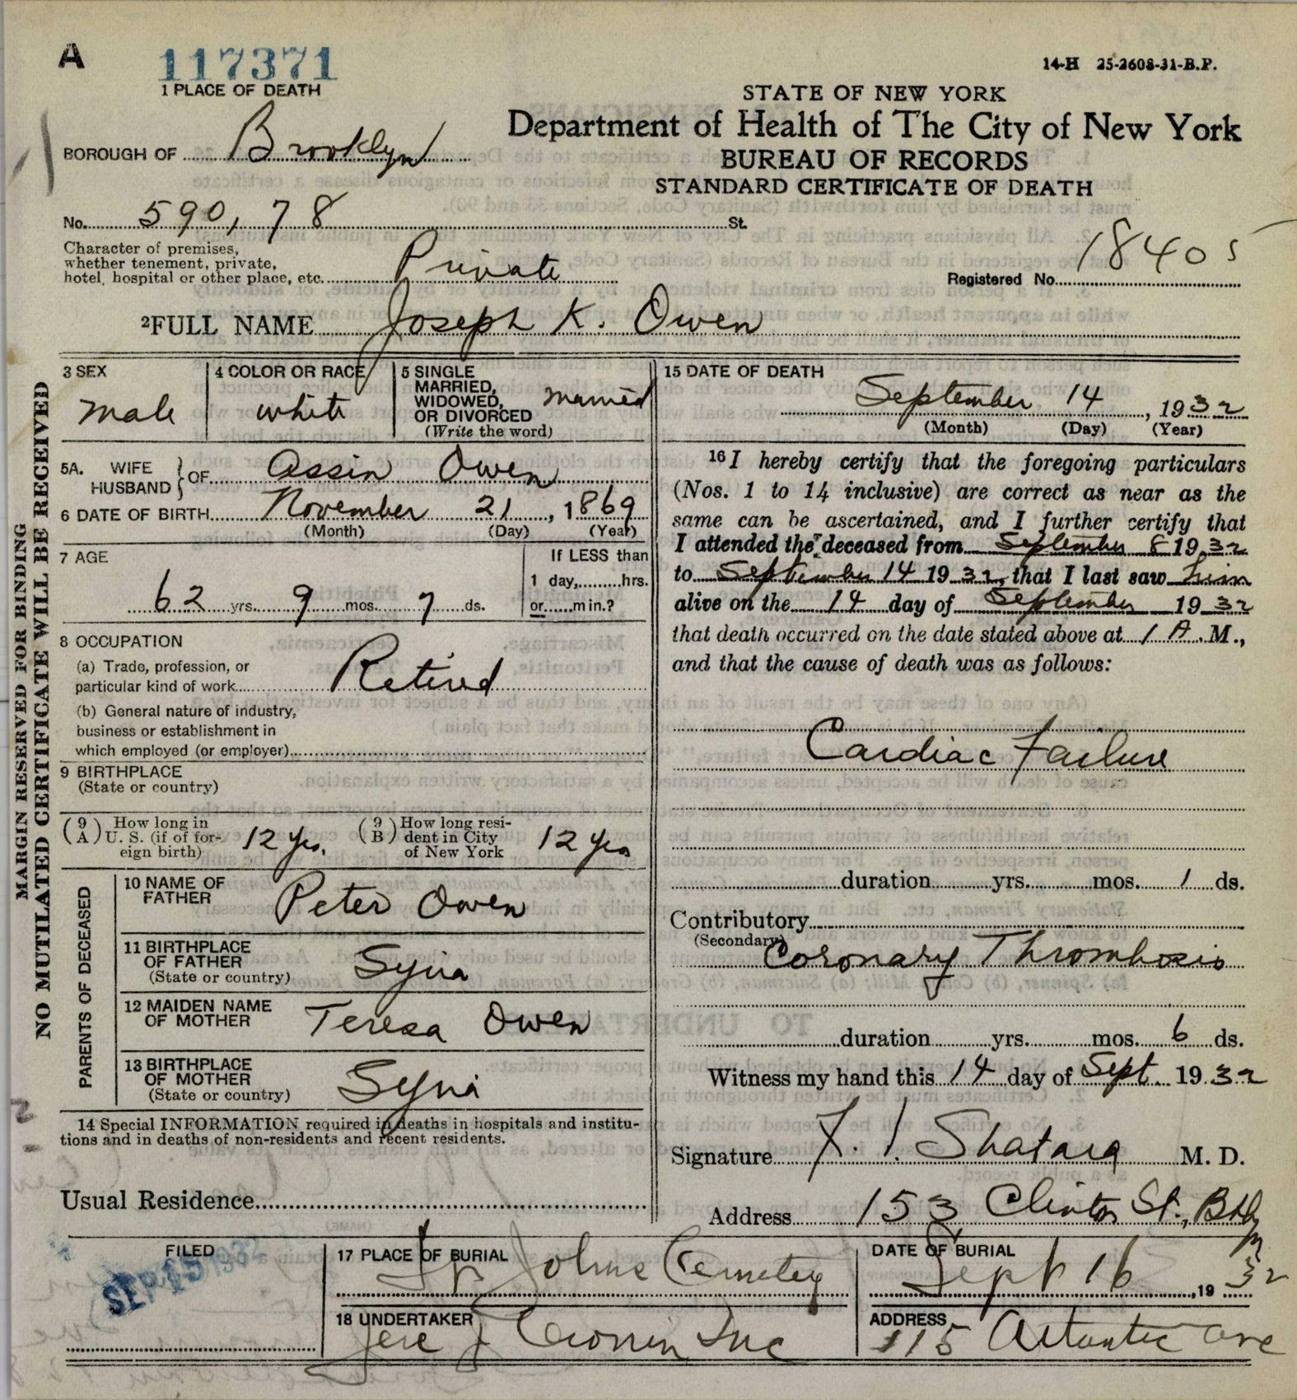 A
117371
14-H 25-2608-31-B.P.
1 PLACE OF DEATH
STATE OF NEW YORK
Department of Health of The City of New York
BUREAU OF RECORDS
STANDARD CERTIFICATE OF DEATH
BOROUGH OF Brooklyn
No. 590, 78 St.
Character of premises,
whether tenement, private,
hotel, hospital or other place, etc. Private
Registered No. 18405
2 FULL NAME Joseph K. Owen
3 SEX
male
4 COLOR OR RACE
white
5 SINGLE
MARRIED,
WIDOWED,
OR DIVORCED
(Write the word)
married
5A. WIFE
HUSBAND } OF Assin Owen
6 DATE OF BIRTH November 21, 1869
(Month) (Day) (Year)
7 AGE
62 yrs. 9 mos. 7 ds.
If LESS than
1 day, hrs.
or min.?
8 OCCUPATION
(a) Trade, profession, or
particular kind of work Retired
(b) General nature of industry,
business or establishment in
which employed (or employer)
9 BIRTHPLACE
(State or country)
(9 A) How long in
U. S. (if of for-
eign birth) 12 yrs.
(9 B) How long resi-
dent in City
of New York 12 yrs
PARENTS OF DECEASED
10 NAME OF
FATHER Peter Owen
11 BIRTHPLACE
OF FATHER
(State or country) Syria
12 MAIDEN NAME
OF MOTHER Teresa Owen
13 BIRTHPLACE
OF MOTHER
(State or country) Syria
14 Special INFORMATION required in deaths in hospitals and institu-
tions and in deaths of non-residents and recent residents.
Usual Residence
15 DATE OF DEATH
September 14, 1932
(Month) (Day) (Year)
16 I hereby certify that the foregoing particulars
(Nos. 1 to 14 inclusive) are correct as near as the
same can be ascertained, and I further certify that
I attended the deceased from September 8 1932
to September 14 1932, that I last saw him
alive on the 14 day of September 1932
that death occurred on the date stated above at 1 A. M.,
and that the cause of death was as follows:
Cardiac Failure
duration yrs. mos. 1 ds.
Contributory
(Secondary) Coronary Thrombosis
duration yrs. mos. 6 ds.
Witness my hand this 14 day of Sept. 1932
Signature F. I. Shatara M. D.
Address 153 Clinton St., Bklyn
FILED
SEP 15 1932
17 PLACE OF BURIAL
St Johns Cemetery
DATE OF BURIAL
Sept 16, 1932
18 UNDERTAKER
Jere J Cronin Inc
ADDRESS
115 Atlantic Ave
MARGIN RESERVED FOR BINDING
NO MUTILATED CERTIFICATE WILL BE RECEIVED